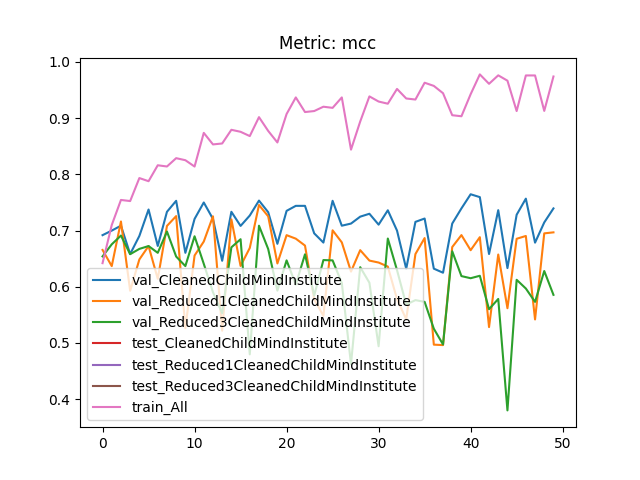 Metric: mcc
1.0
0.9
0.8
0.7
0.6
0.5
0.4
val_CleanedChildMindInstitute
val_Reduced1CleanedChildMindInstitute
val_Reduced3CleanedChildMindInstitute
test_CleanedChildMindInstitute
test_Reduced1CleanedChildMindInstitute
test_Reduced3CleanedChildMindInstitute
train_All
0 10 20 30 40 50